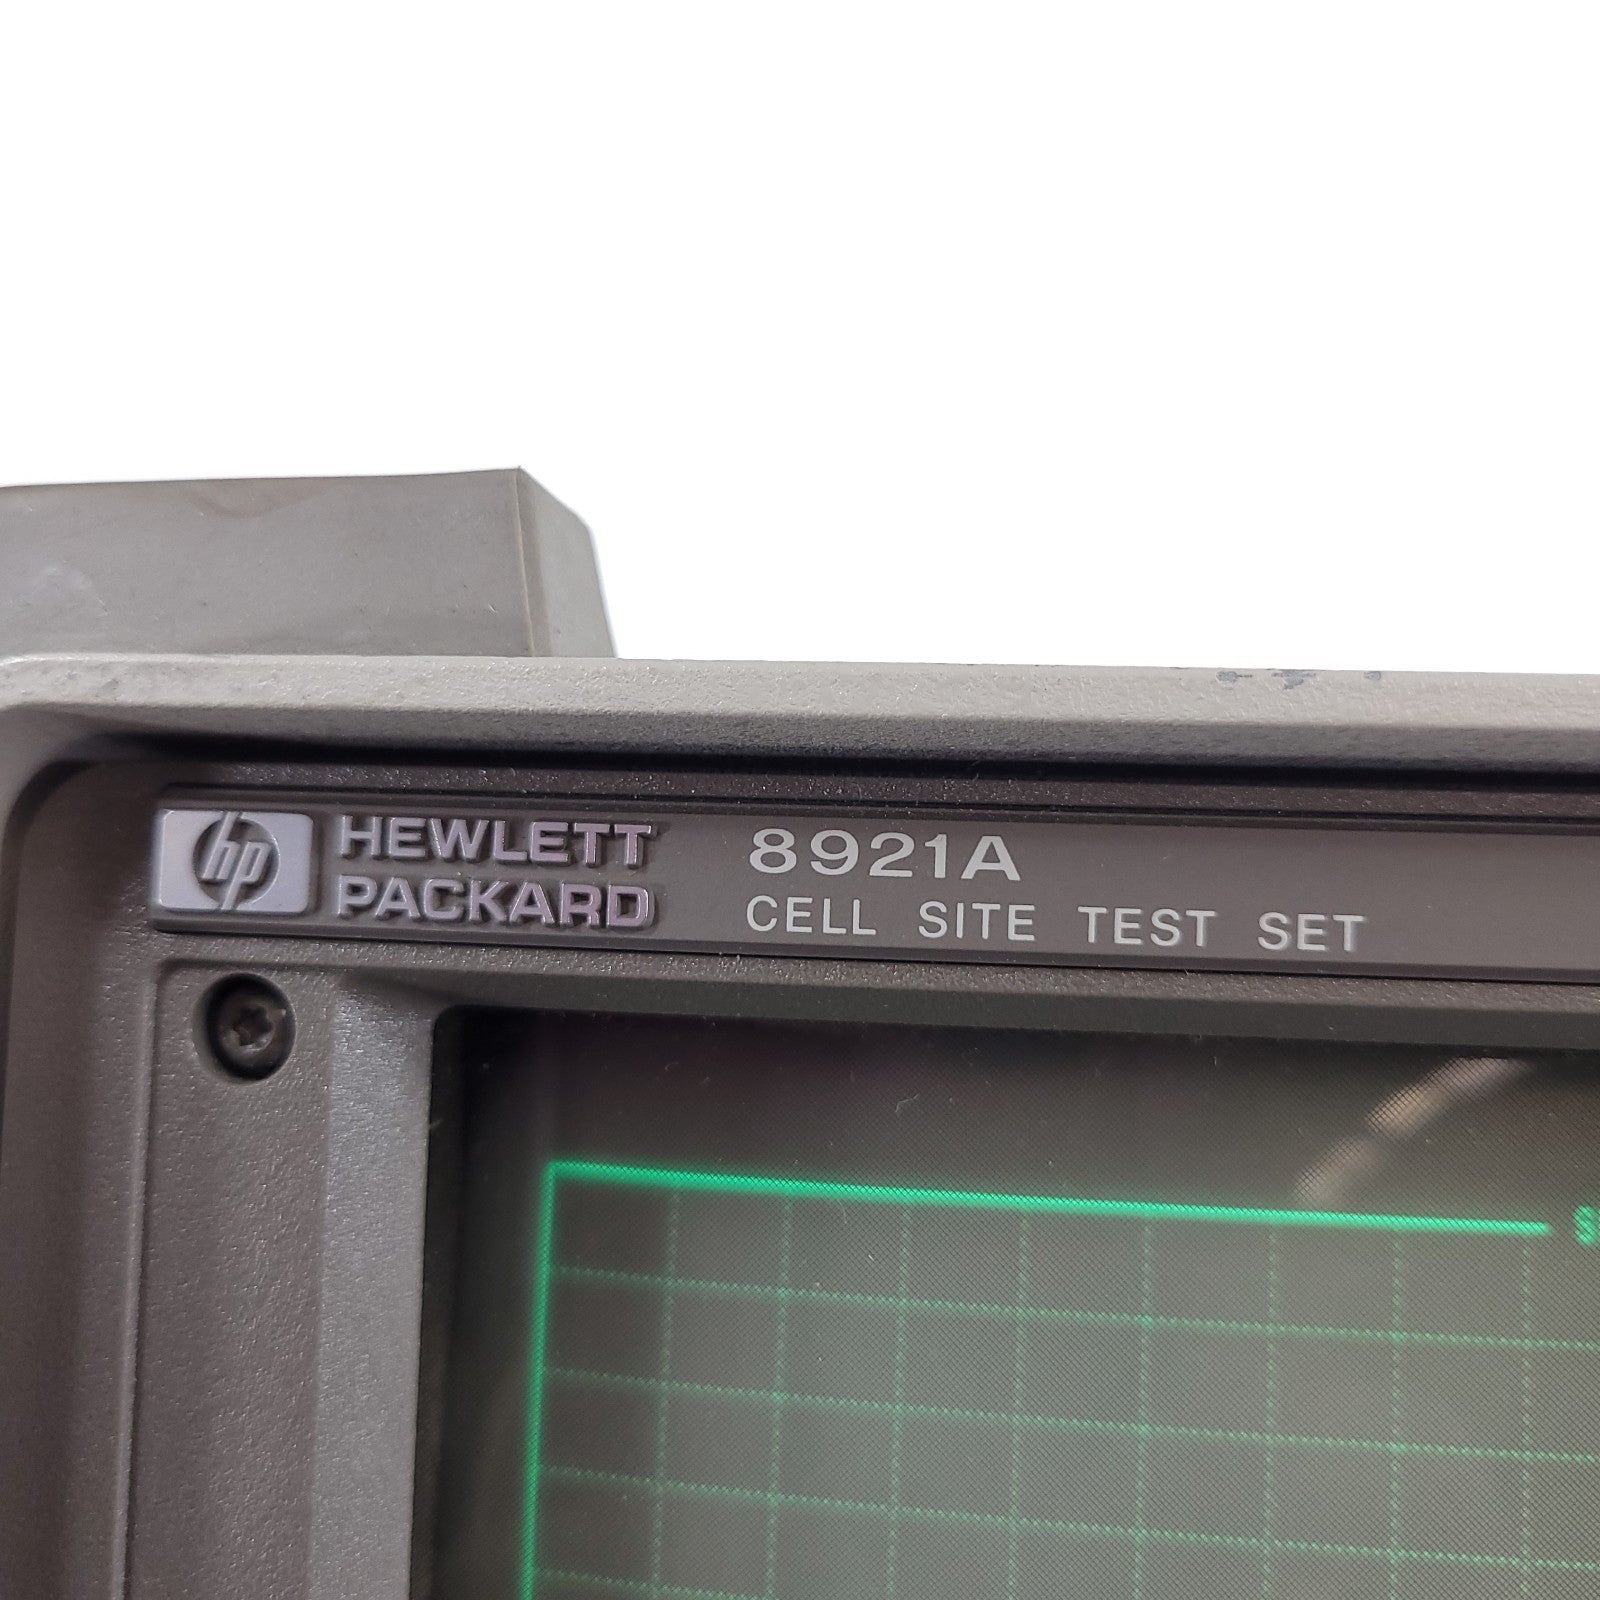 hp HEWLETT
PACKARD
8921A
CELL SITE TEST SET